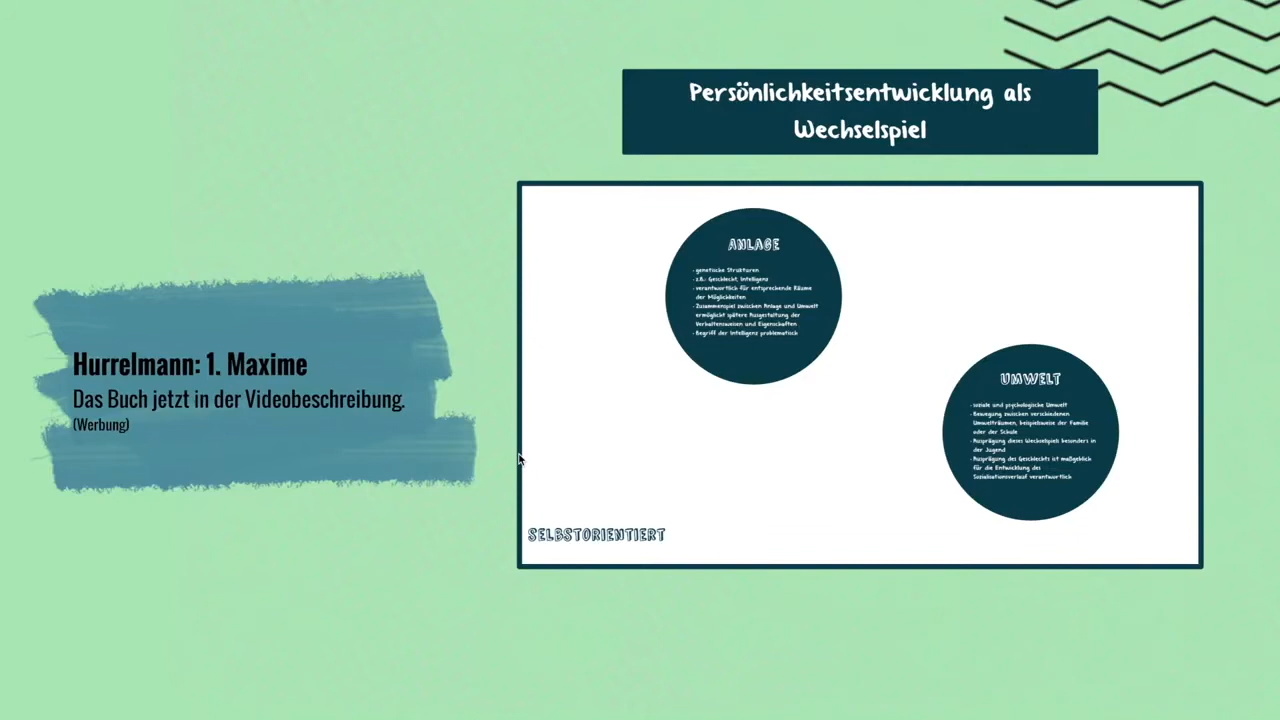 Persönlichkeitsentwicklung als
Wechselspiel
ANLAGE
- genetische Strukturen
- z.B.: Geschlecht, Intelligenz
- verantwortlich für entsprechende Räume
der Möglichkeiten
- Zusammenspiel zwischen Anlage und Umwelt
ermöglicht spätere Ausgestaltung der
Verhaltensweisen und Eigenschaften
- Begriff der Intelligenz problematisch
Hurrelmann: 1. Maxime
Das Buch jetzt in der Videobeschreibung.
(Werbung)
UMWELT
- soziale und psychologische Umwelt
- Bewegung zwischen verschiedenen
Umwelträumen, beispielsweise der Familie
oder der Schule
- Ausprägung dieses Wechselspiels besonders in
der Jugend
- Ausprägung des Geschlechts ist maßgeblich
für die Entwicklung des
Sozialisationsverlauf verantwortlich
SELBSTORIENTIERT